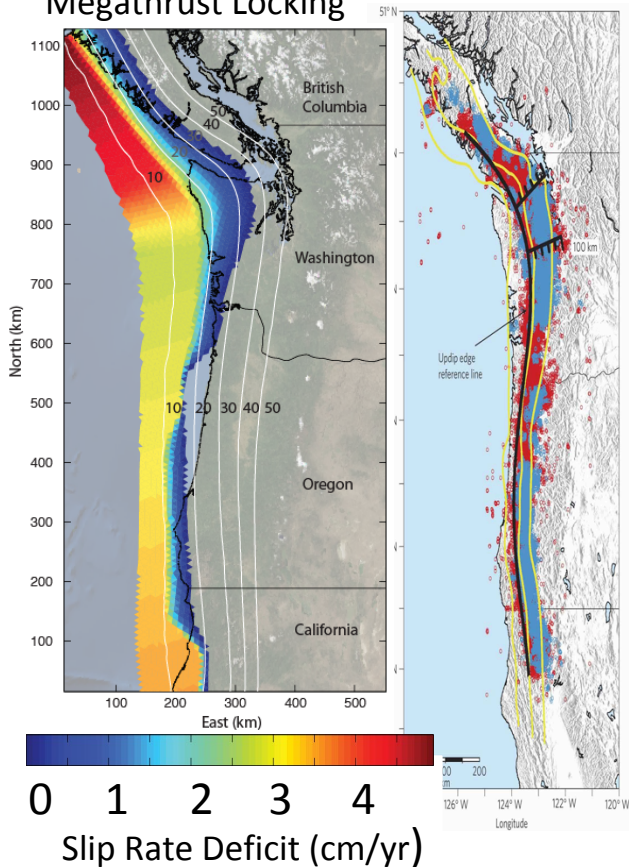 Megathrust Locking
1100
1000
900
800
700
600
500
400
300
200
100
North (km)
British
Columbia
50
40
20
10
Washington
10
20
30
40
50
Oregon
California
100
200
300
400
500
East (km)
0
1
2
3
4
Slip Rate Deficit (cm/yr)
51° N
N
N
N
N
N
N
100 km
Updip edge
reference line
200
126° W
124° W
122° W
120° W
Longitude